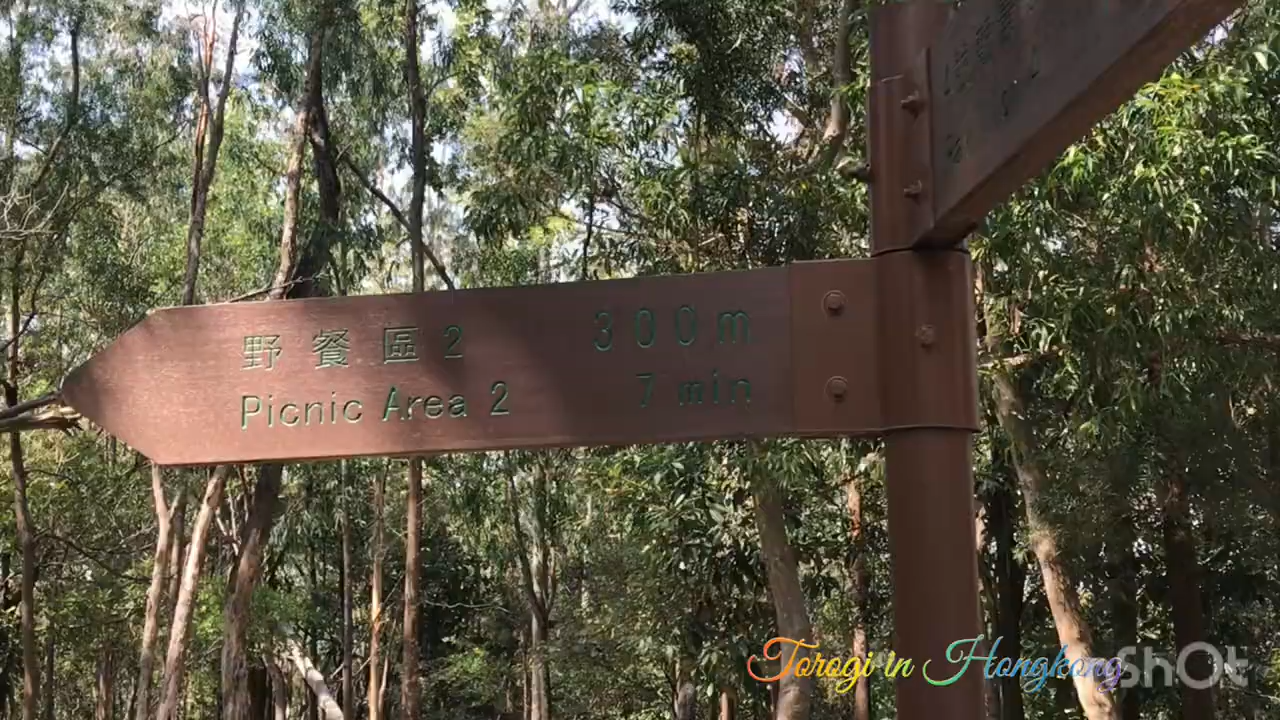 野餐區2 300m
Picnic Area 2 7 min
Torogi in Hongkong
ShOt